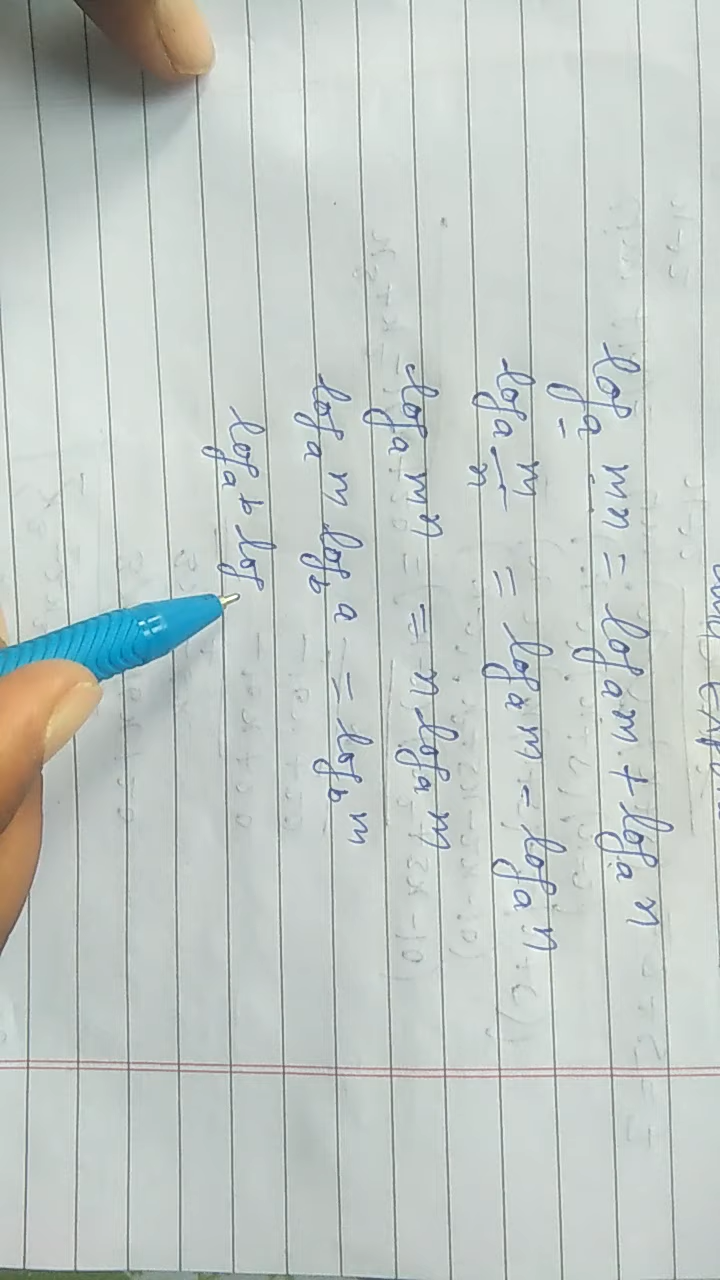 log_a mn = log_a m + log_a n
log_a m/n = log_a m = log_a n
log_a m^n = n log_a m
log_a m log_b a = log_b m
log_a b log